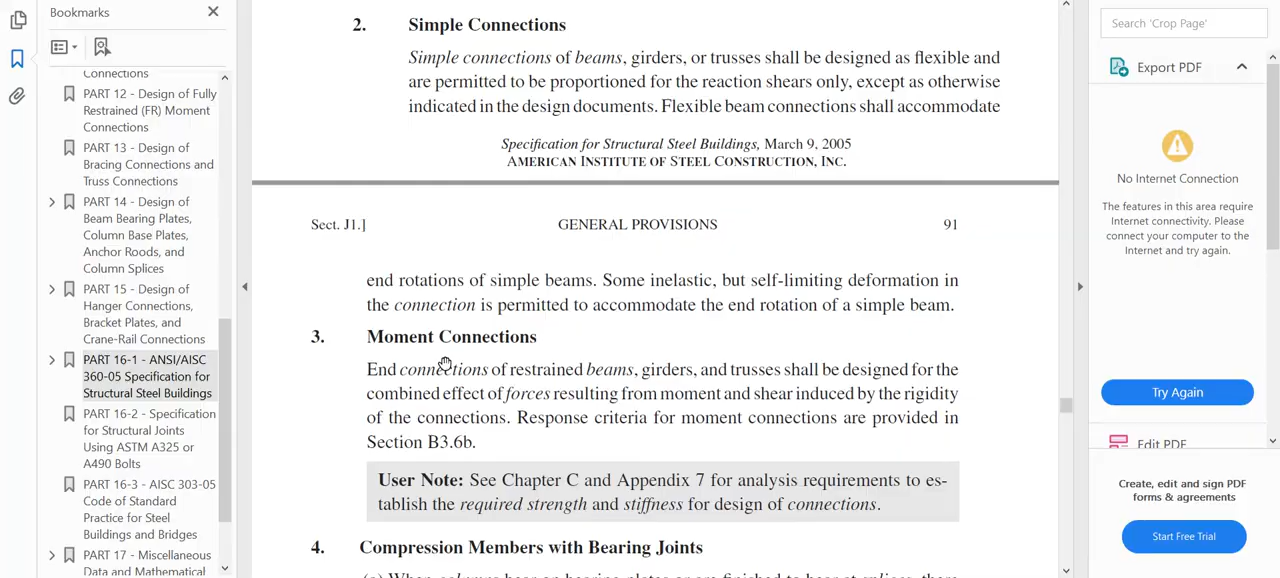 Bookmarks
Connections
PART 12 - Design of Fully
Restrained (FR) Moment
Connections
PART 13 - Design of
Bracing Connections and
Truss Connections
PART 14 - Design of
Beam Bearing Plates,
Column Base Plates,
Anchor Roods, and
Column Splices
PART 15 - Design of
Hanger Connections,
Bracket Plates, and
Crane-Rail Connections
PART 16-1 - ANSI/AISC
360-05 Specification for
Structural Steel Buildings
PART 16-2 - Specification
for Structural Joints
Using ASTM A325 or
A490 Bolts
PART 16-3 - AISC 303-05
Code of Standard
Practice for Steel
Buildings and Bridges
PART 17 - Miscellaneous
Data and Mathematical
2. Simple Connections
Simple connections of beams, girders, or trusses shall be designed as flexible and
are permitted to be proportioned for the reaction shears only, except as otherwise
indicated in the design documents. Flexible beam connections shall accommodate
Specification for Structural Steel Buildings, March 9, 2005
AMERICAN INSTITUTE OF STEEL CONSTRUCTION, INC.
Sect. J1.] GENERAL PROVISIONS 91
end rotations of simple beams. Some inelastic, but self-limiting deformation in
the connection is permitted to accommodate the end rotation of a simple beam.
3. Moment Connections
End connections of restrained beams, girders, and trusses shall be designed for the
combined effect of forces resulting from moment and shear induced by the rigidity
of the connections. Response criteria for moment connections are provided in
Section B3.6b.
User Note: See Chapter C and Appendix 7 for analysis requirements to es-
tablish the required strength and stiffness for design of connections.
4. Compression Members with Bearing Joints
(a) When columns bear on bearing plates or are finished to bear at splices, there
Search 'Crop Page'
Export PDF
No Internet Connection
The features in this area require
Internet connectivity. Please
connect your computer to the
Internet and try again.
Try Again
Edit PDF
Create, edit and sign PDF
forms & agreements
Start Free Trial